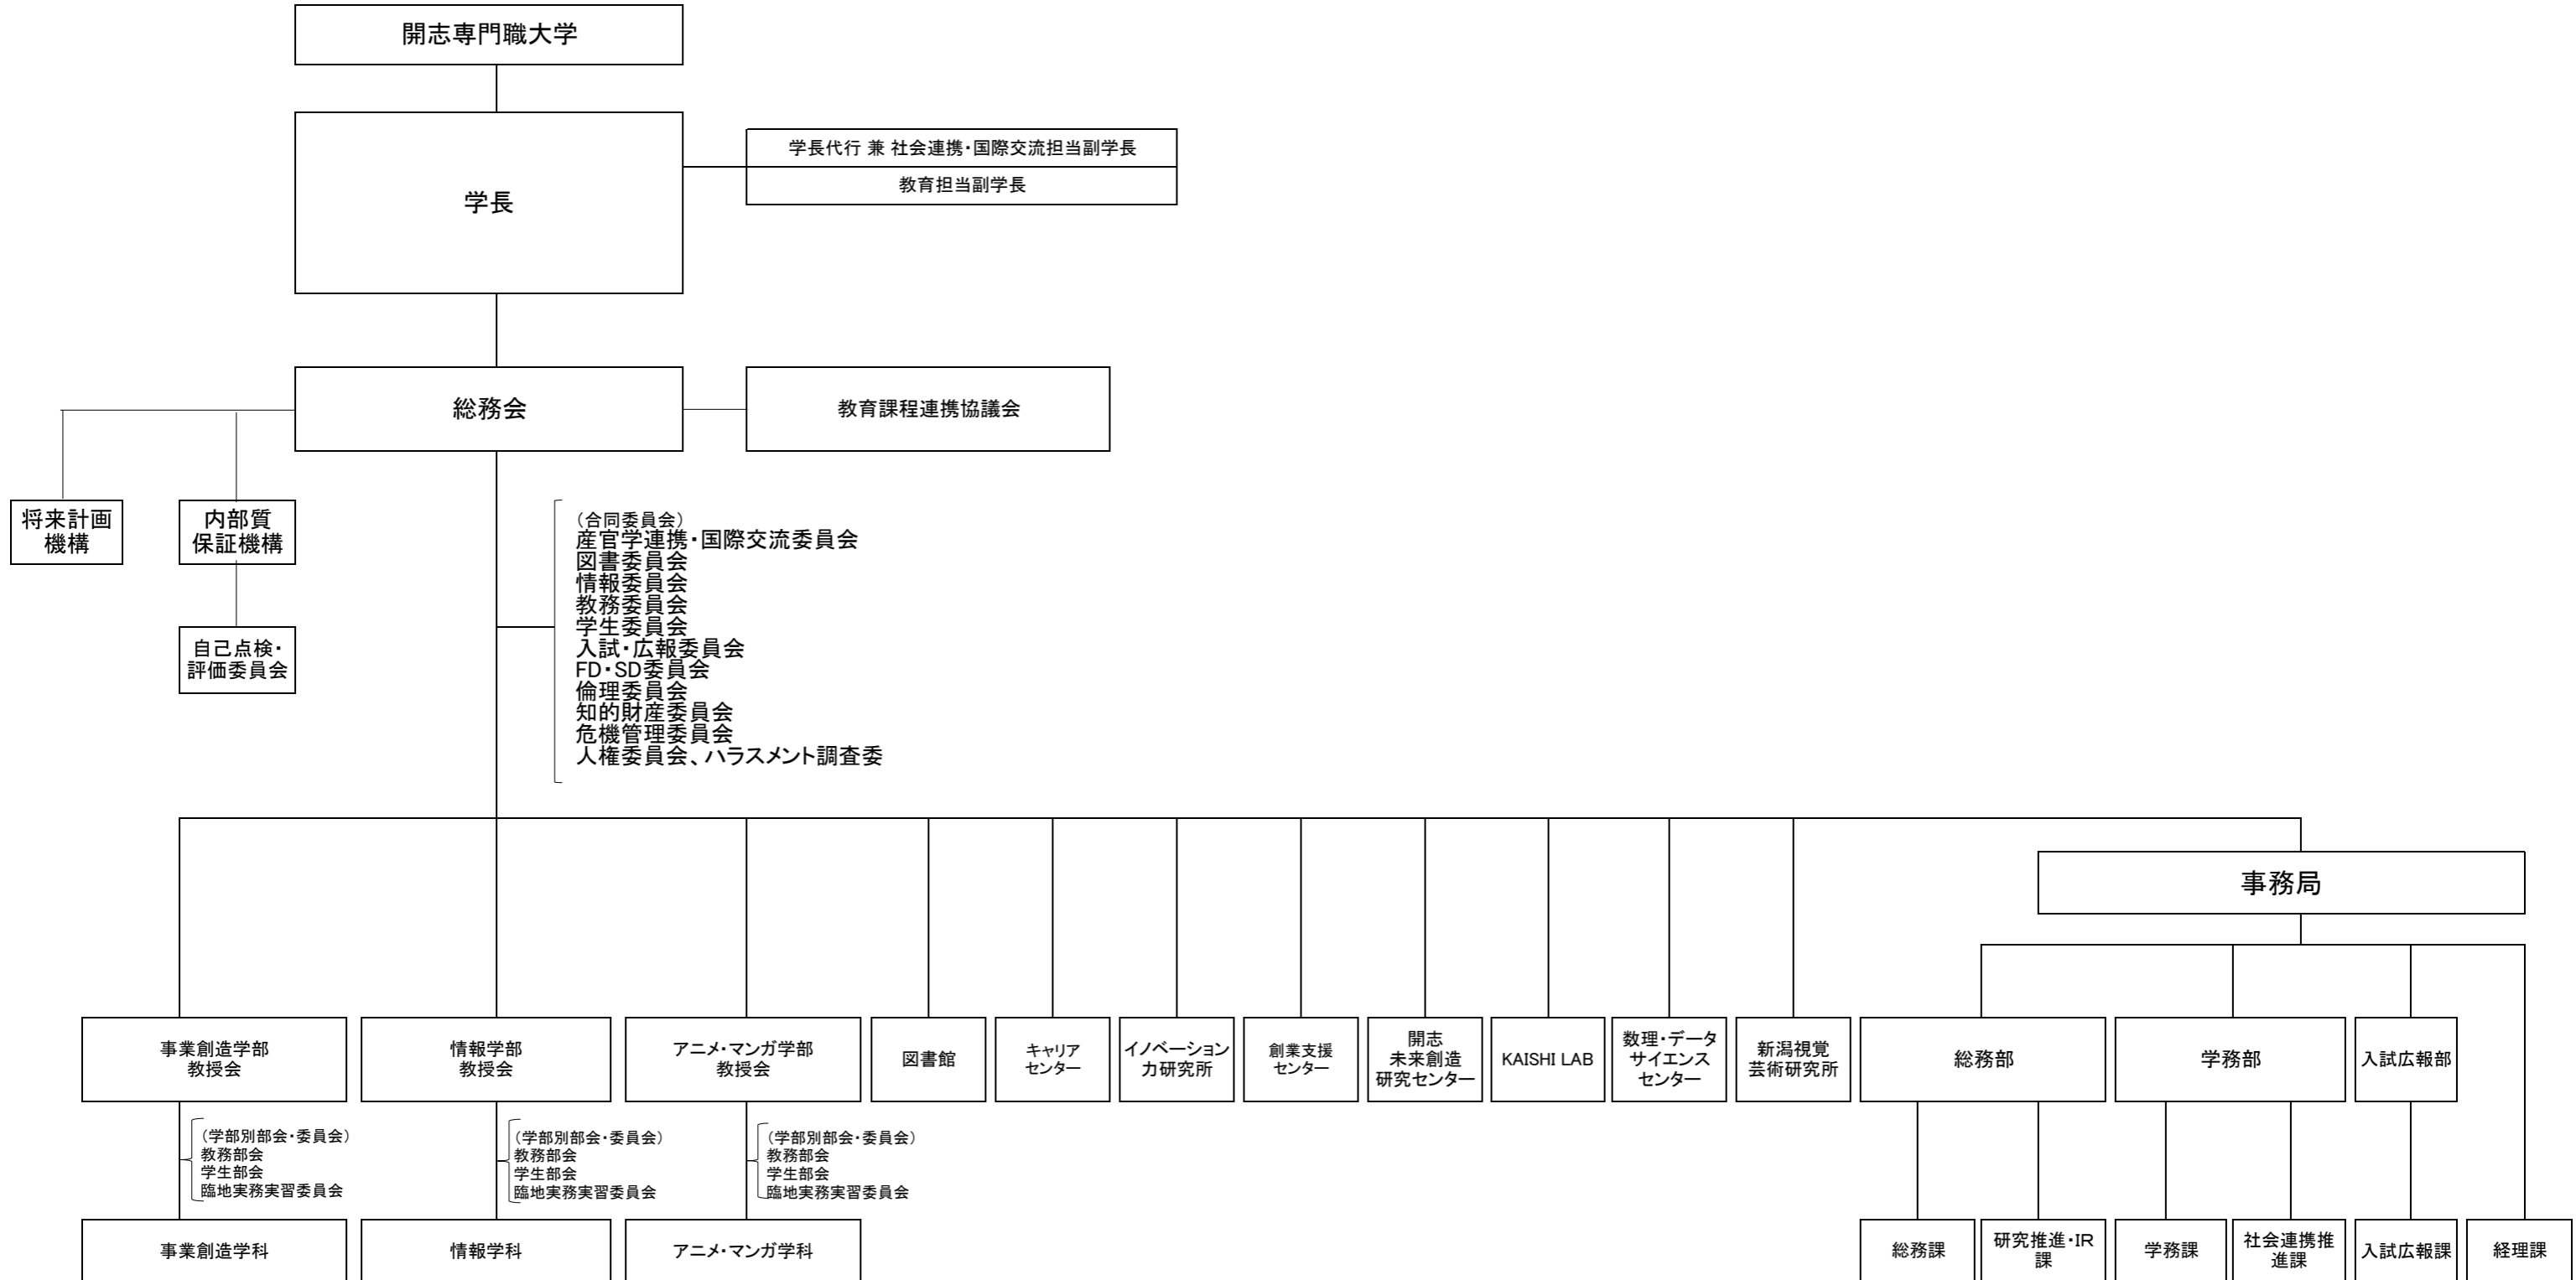 開志専門職大学
学長
学長代行 兼 社会連携・国際交流担当副学長
教育担当副学長
総務会
教育課程連携協議会
将来計画
機構
内部質
保証機構
自己点検・
評価委員会
（合同委員会）
産官学連携・国際交流委員会
図書委員会
情報委員会
教務委員会
学生委員会
入試・広報委員会
FD・SD委員会
倫理委員会
知的財産委員会
危機管理委員会
人権委員会、ハラスメント調査委
事務局
事業創造学部
教授会
情報学部
教授会
アニメ・マンガ学部
教授会
図書館
キャリア
センター
イノベーション
力研究所
創業支援
センター
開志
未来創造
研究センター
KAISHI LAB
数理・データ
サイエンス
センター
新潟視覚
芸術研究所
総務部
学務部
入試広報部
（学部別部会・委員会）
教務部会
学生部会
臨地実務実習委員会
（学部別部会・委員会）
教務部会
学生部会
臨地実務実習委員会
（学部別部会・委員会）
教務部会
学生部会
臨地実務実習委員会
事業創造学科
情報学科
アニメ・マンガ学科
総務課
研究推進・IR
課
学務課
社会連携推
進課
入試広報課
経理課